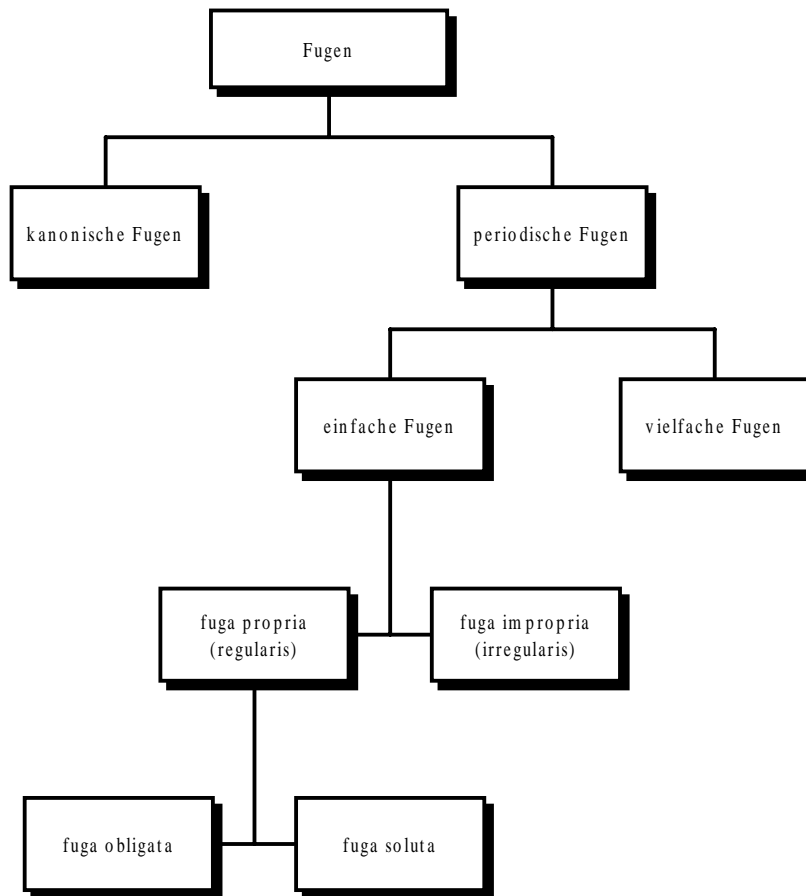 Fugen
kanonische Fugen
periodische Fugen
einfache Fugen
vielfache Fugen
fuga propria
(regularis)
fuga impropria
(irregularis)
fuga obligata
fuga soluta